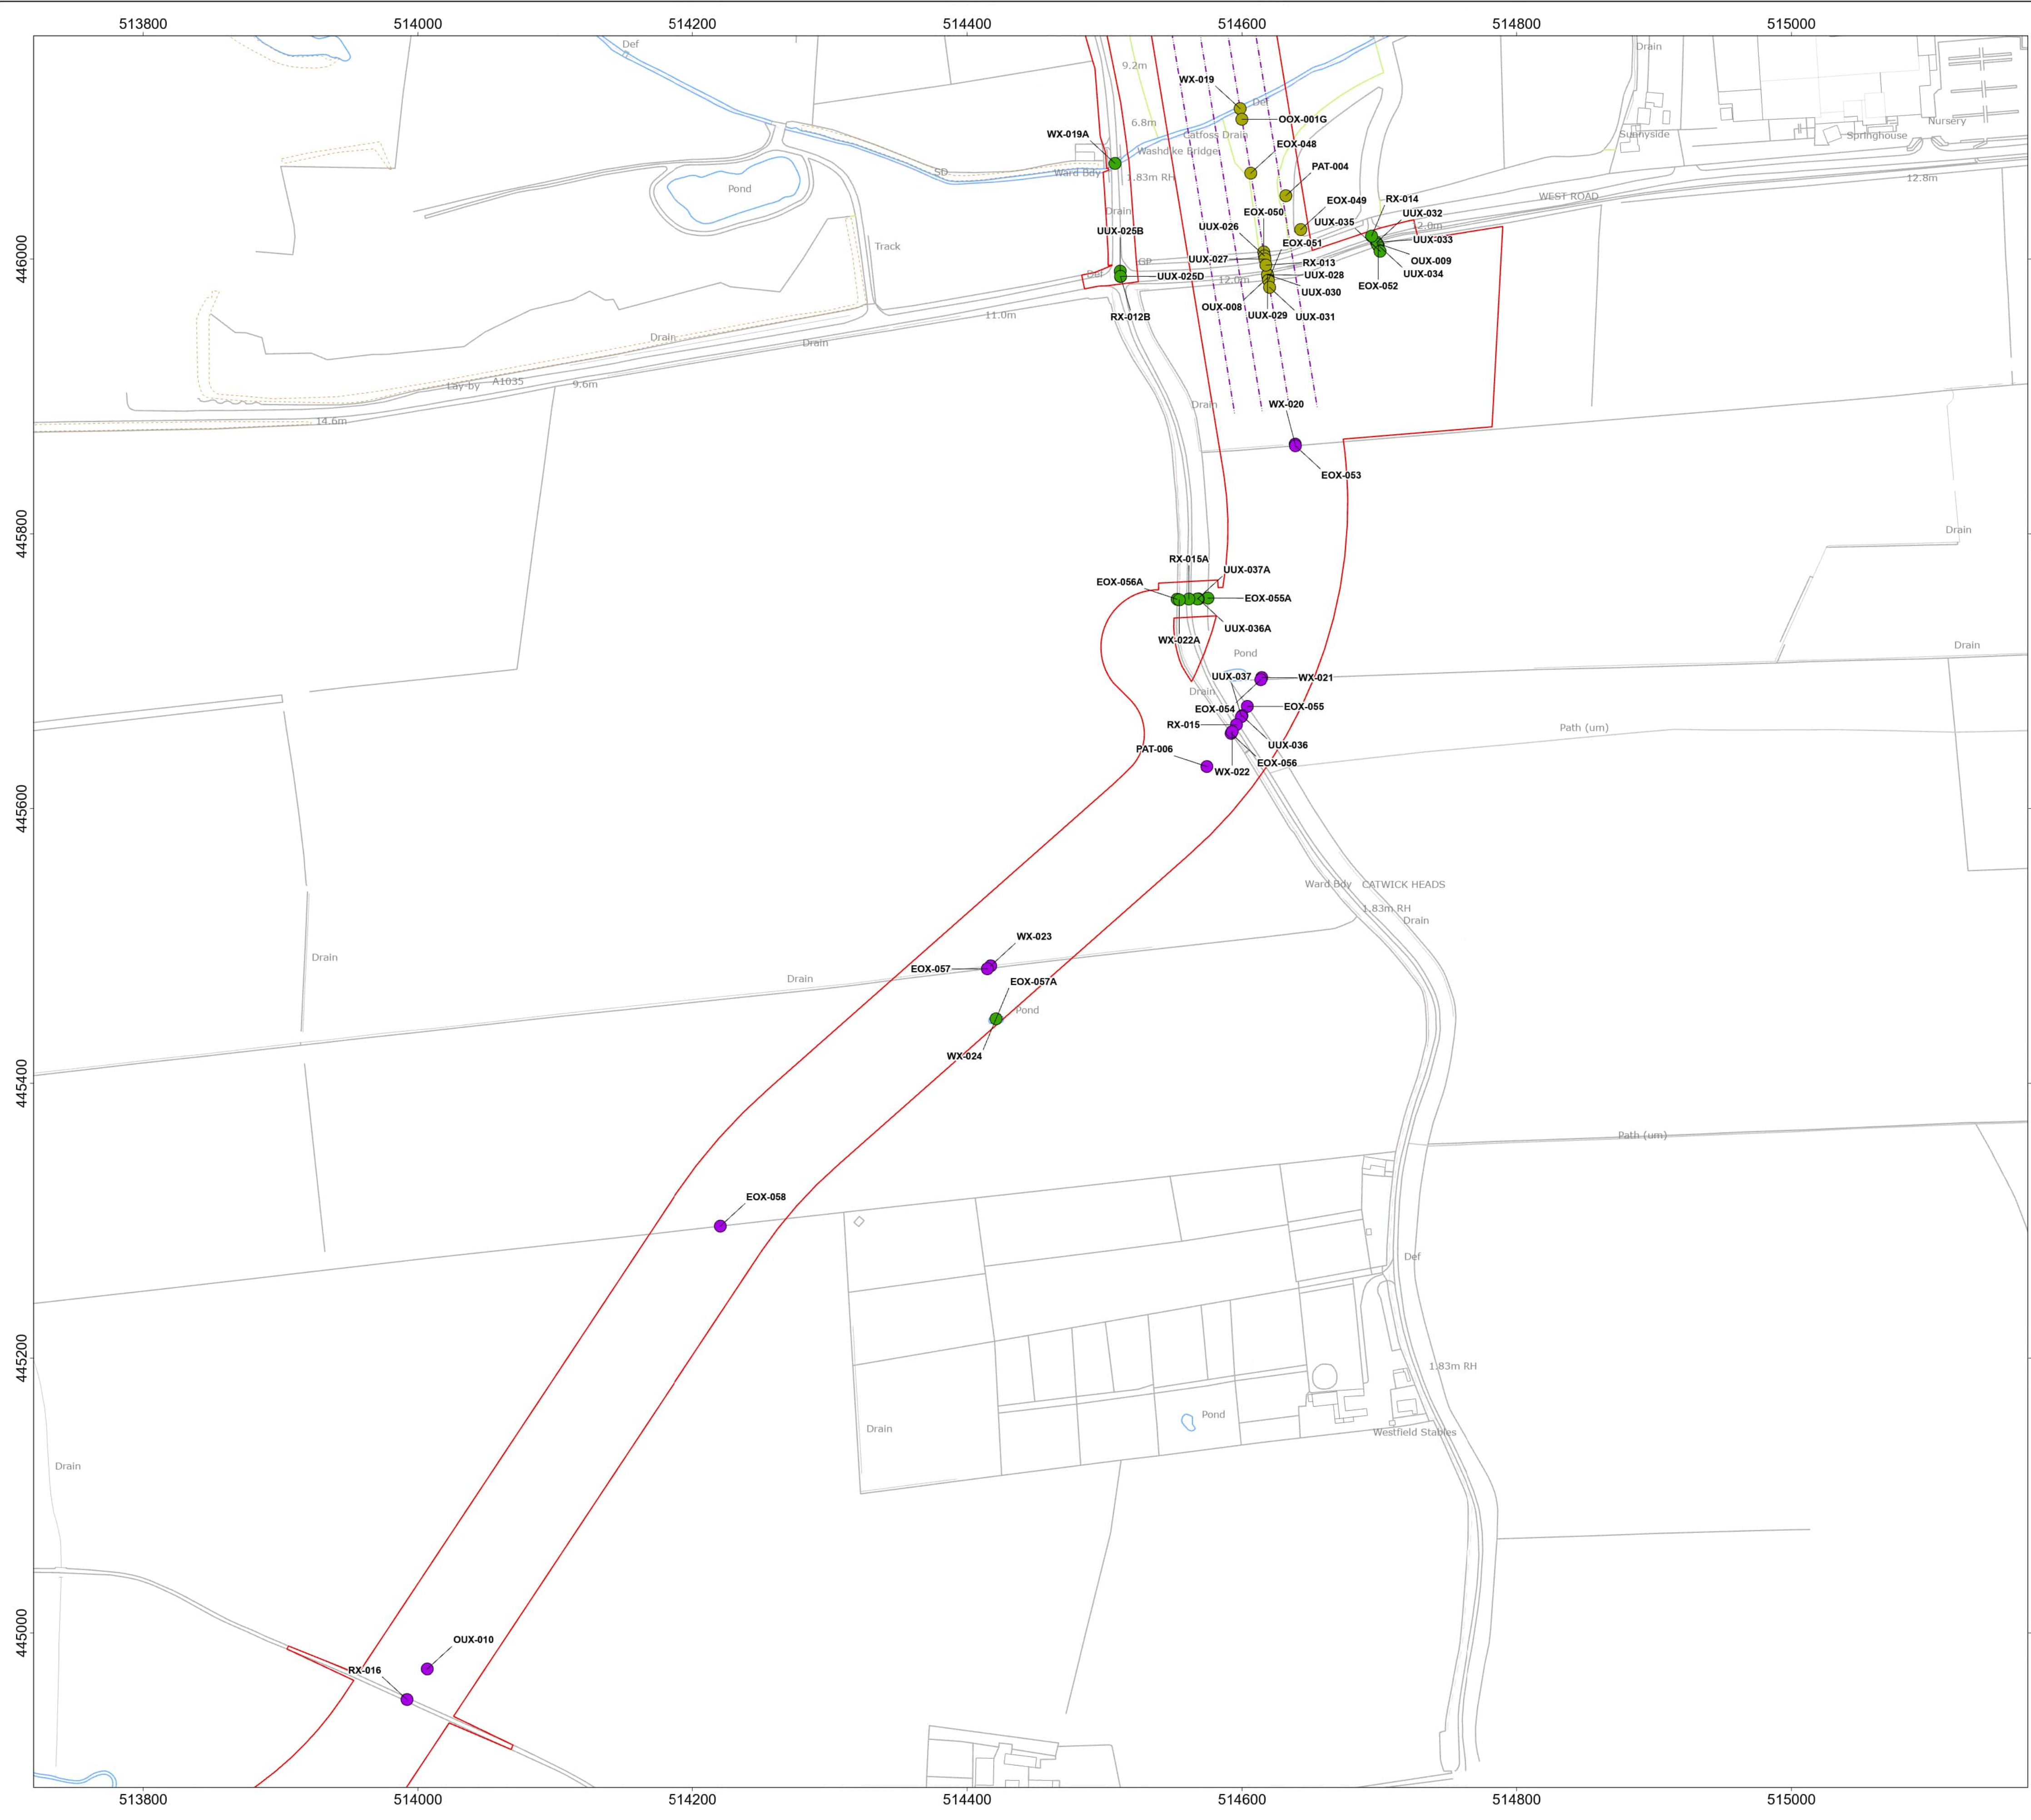 513800 514000 514200 514400 514600 514800 515000
Def
Drain
9.2m
WX-019
Def
OOX-001G
6.8m
Nursery
WX-019A
Catfoss Drain
Sunnyside
Springhouse
EOX-048
Washdike Bridge
PAT-004
SD
Ward Bdy
1.83m RH
12.8m
Pond
WEST ROAD
EOX-049
RX-014
Drain
EOX-050
UUX-032
UUX-035
UUX-026
12.0m
UUX-025B
EOX-051
UUX-033
Track
446000
GP
UUX-027
RX-013
OUX-009
Def
UUX-025D
12.0m
UUX-028
UUX-034
EOX-052
UUX-030
OUX-008
RX-012B
UUX-029
UUX-031
11.0m
Drain
Drain
Lay-by
A1035
9.6m
Drain
WX-020
14.6m
EOX-053
445800
Drain
RX-015A
UUX-037A
EOX-056A
EOX-055A
UUX-036A
WX-022A
Drain
Pond
UUX-037
WX-021
Drain
EOX-054
EOX-055
RX-015
Path (um)
UUX-036
PAT-006
EOX-056
WX-022
445600
Ward Bdy
CATWICK HEADS
1.83m RH
Drain
WX-023
Drain
EOX-057
Drain
EOX-057A
Pond
WX-024
445400
Path (um)
EOX-058
Def
445200
1.83m RH
Pond
Drain
Westfield Stables
Drain
445000
OUX-010
RX-016
513800 514000 514200 514400 514600 514800 515000